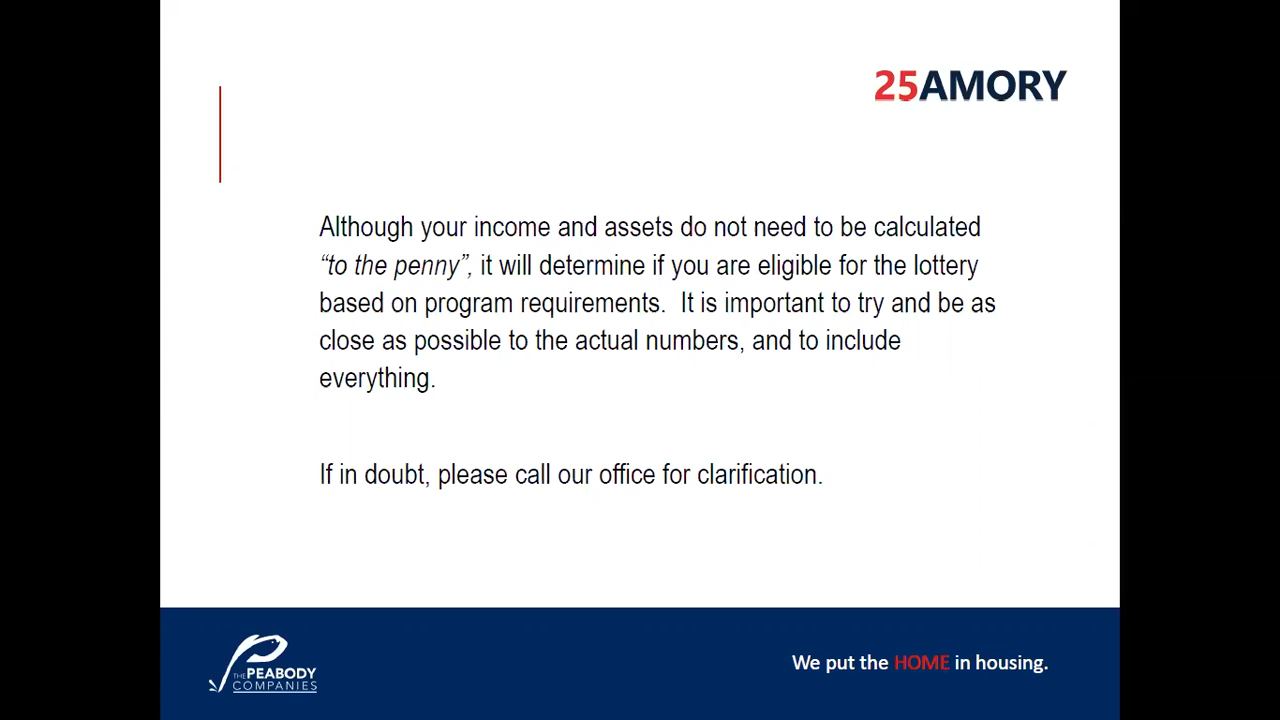 25AMORY
Although your income and assets do not need to be calculated
“to the penny”, it will determine if you are eligible for the lottery
based on program requirements.  It is important to try and be as
close as possible to the actual numbers, and to include
everything.
If in doubt, please call our office for clarification.
THE PEABODY
COMPANIES
We put the HOME in housing.